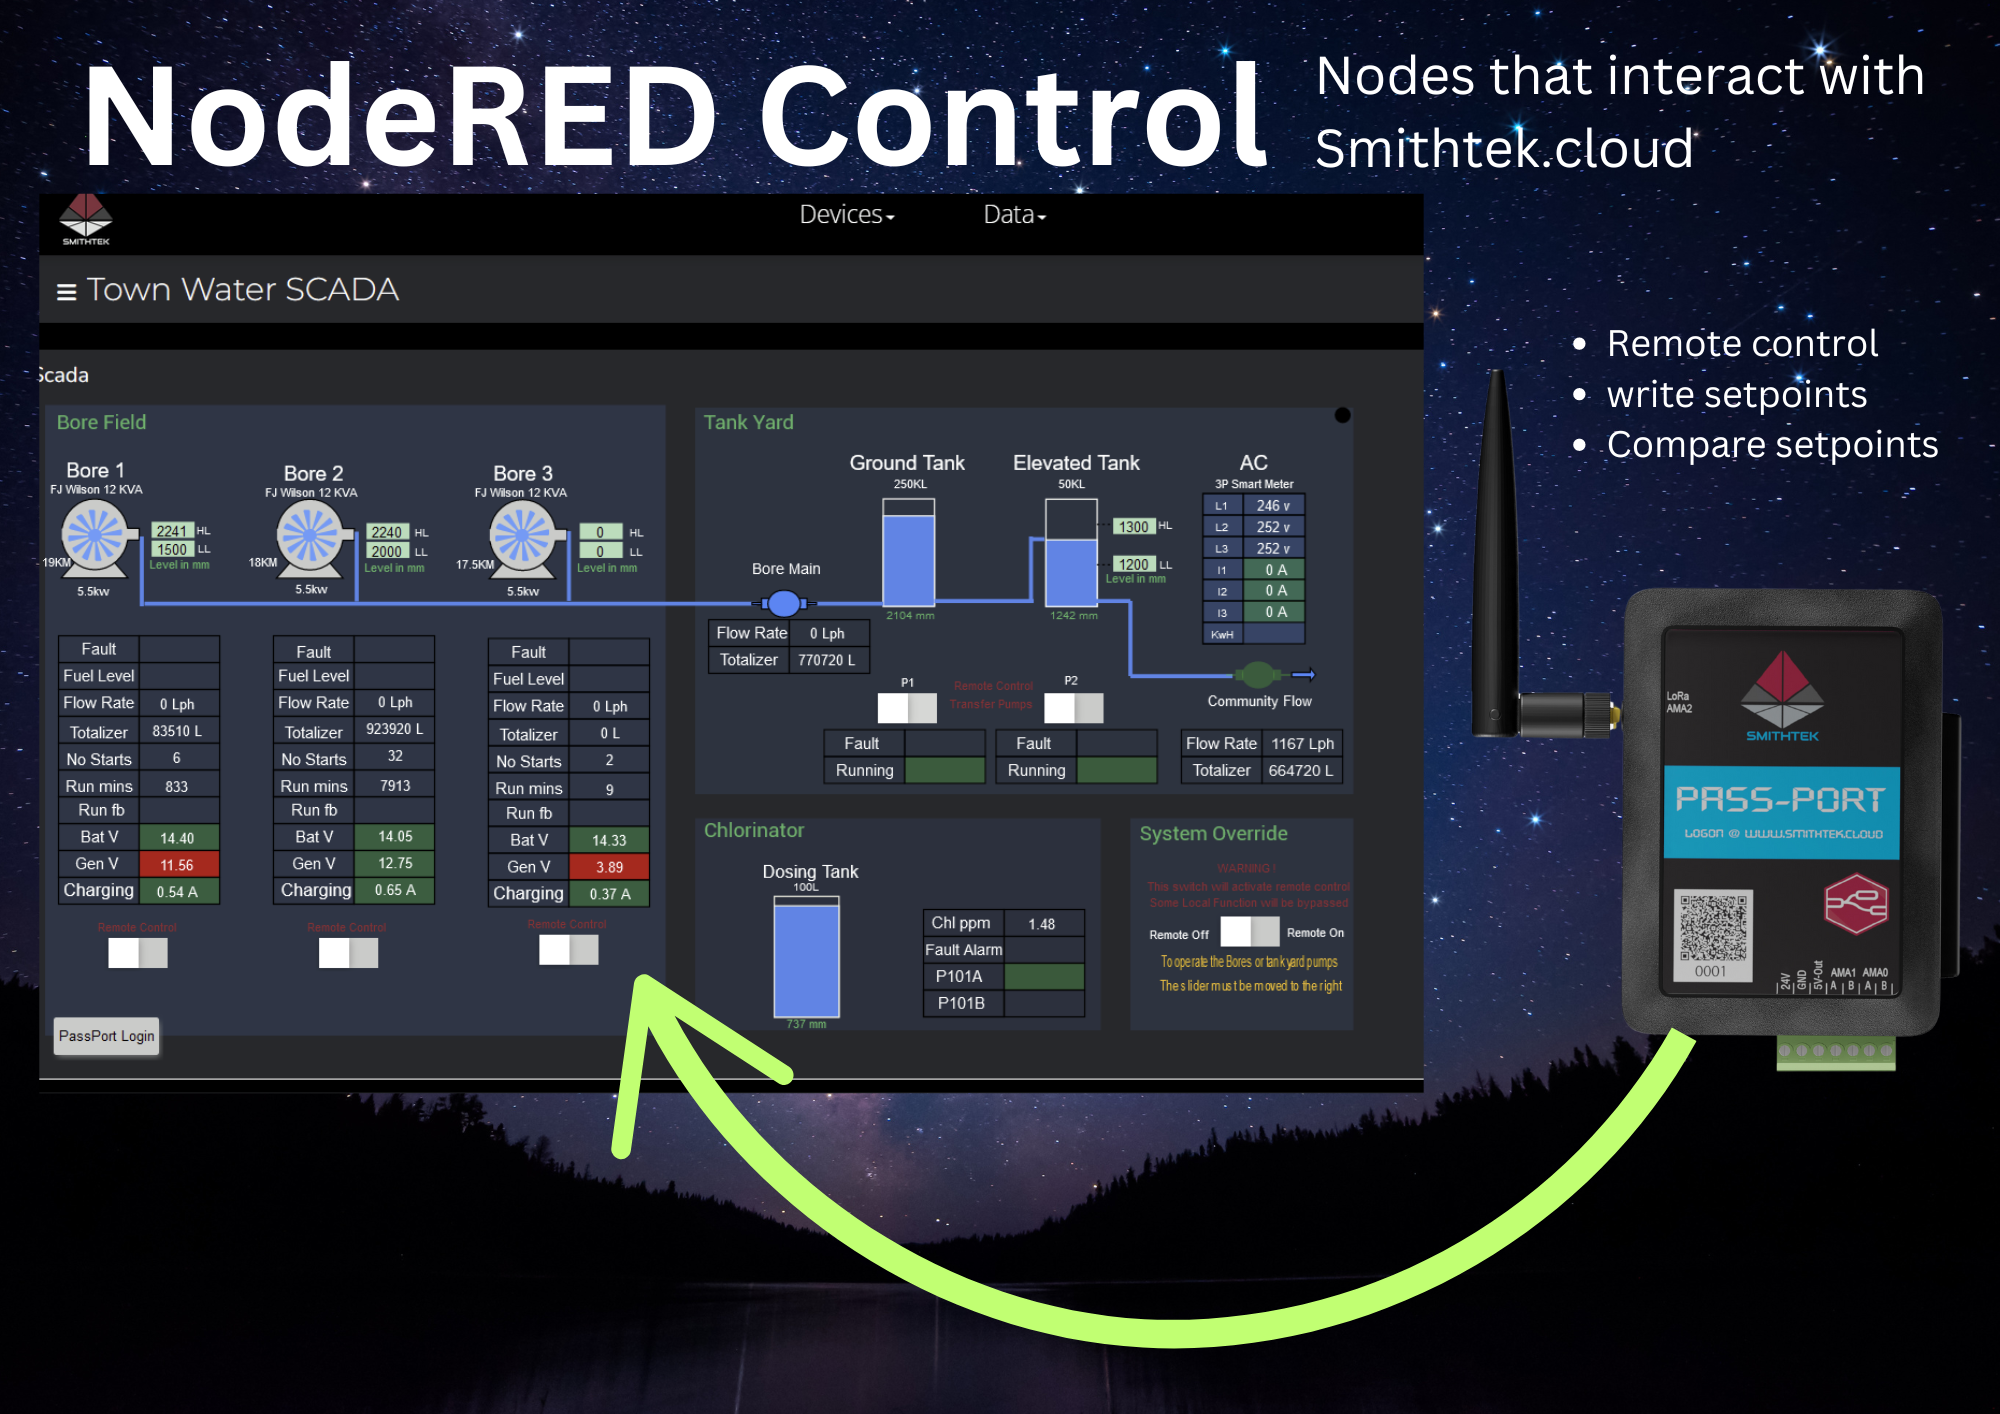 NodeRED Control
Nodes that interact with
Smithtek.cloud
SMITHTEK
Devices
Data
Town Water SCADA
Scada
• Remote control
• write setpoints
• Compare setpoints
Bore Field
Bore 1
FJ Wilson 12 KVA
2241 HL
1500 LL
Level in mm
19KM
5.5kw
Bore 2
FJ Wilson 12 KVA
2240 HL
2000 LL
Level in mm
18KM
5.5kw
Bore 3
FJ Wilson 12 KVA
0 HL
0 LL
Level in mm
17.5KM
5.5kw
Fault
Fuel Level
Flow Rate 0 Lph
Totalizer 83510 L
No Starts 6
Run mins 833
Run fb
Bat V 14.40
Gen V 11.56
Charging 0.54 A
Remote Control
Fault
Fuel Level
Flow Rate 0 Lph
Totalizer 923920 L
No Starts 32
Run mins 7913
Run fb
Bat V 14.05
Gen V 12.75
Charging 0.65 A
Remote Control
Fault
Fuel Level
Flow Rate 0 Lph
Totalizer 0 L
No Starts 2
Run mins 9
Run fb
Bat V 14.33
Gen V 3.89
Charging 0.37 A
Remote Control
PassPort Login
Tank Yard
Bore Main
Flow Rate 0 Lph
Totalizer 770720 L
Ground Tank
250KL
2104 mm
Elevated Tank
50KL
1300 HL
1200 LL
Level in mm
1242 mm
AC
3P Smart Meter
L1 246 v
L2 252 v
L3 252 v
I1 0 A
I2 0 A
I3 0 A
KwH
P1
Remote Control
Transfer Pumps
P2
Fault
Running
Fault
Running
Community Flow
Flow Rate 1167 Lph
Totalizer 664720 L
Chlorinator
Dosing Tank
100L
737 mm
Chl ppm 1.48
Fault Alarm
P101A
P101B
System Override
WARNING!
This switch will activate remote control
Some Local Function will be bypassed
Remote Off
Remote On
To operate the Bores or tank yard pumps
The slider must be moved to the right
LoRa
AMA2
SMITHTEK
PASS-PORT
LOGON @ WWW.SMITHTEK.CLOUD
0001
24V
GND
5V-Out
AMA1 AMA0
A B A B